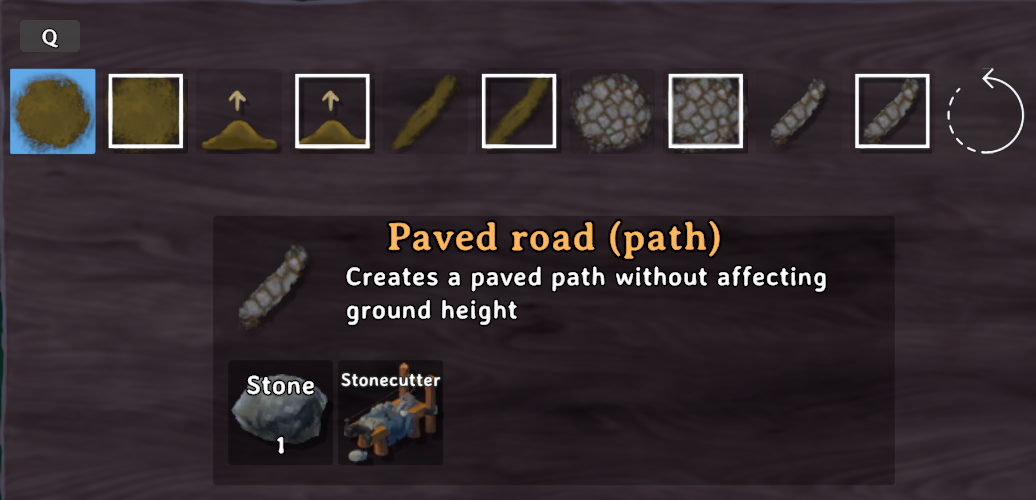 Q
Paved road (path)
Creates a paved path without affecting
ground height
Stone
Stonecutter
1